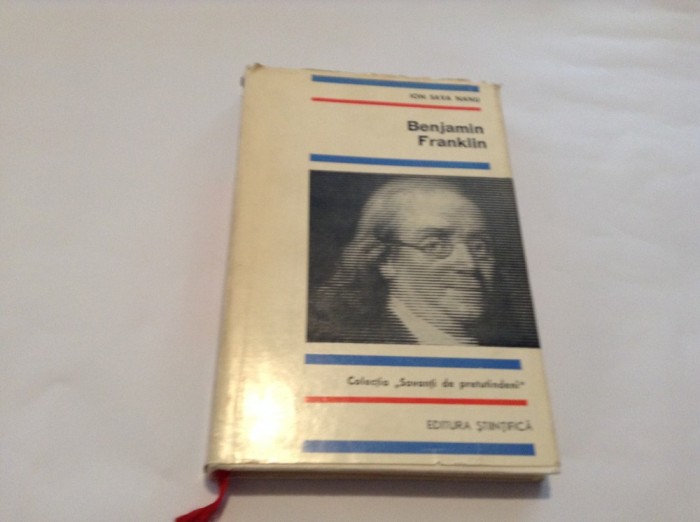 ION SAVA NANU
Benjamin
Franklin
Colecția „Savanți de pretutindeni"
EDITURA ȘTIINȚIFICĂ